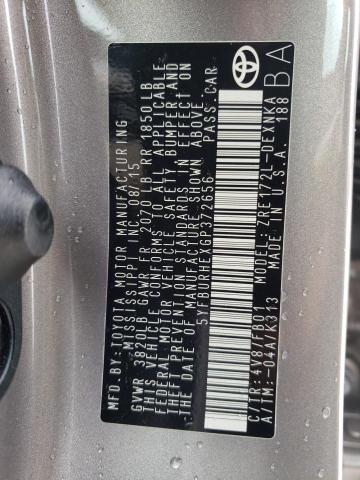 MFD.BY:TOYOTA MOTOR MANUFACTURING
MISSISSIPPI INC. 08/15
GVWR 3820LB GAWR FR 2070 LB RR 1850LB
THIS VEHICLE CONFORMS TO ALL APPLICABLE
FEDERAL MOTOR VEHICLE SAFETY, BUMPER,AND
THEFT PREVENTION STANDARDS IN EFFECT ON
THE DATE OF MANUFACTURE SHOWN ABOVE.
5YFBURHEXGP372656 PASS.CAR
C/TR:4U8/FB01 MODEL:ZRE172L-DEXNKA
A/TM:-04A/K313 MADE IN U.S.A. 188
BA